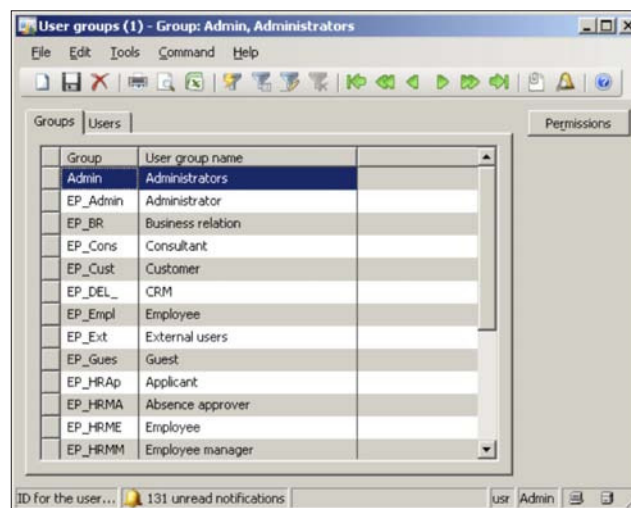 User groups (1) - Group: Admin, Administrators
File Edit Tools Command Help
Groups Users Permissions
Group User group name
Admin Administrators
EP_Admin Administrator
EP_BR Business relation
EP_Cons Consultant
EP_Cust Customer
EP_DEL_ CRM
EP_Empl Employee
EP_Ext External users
EP_Gues Guest
EP_HRAp Applicant
EP_HRMA Absence approver
EP_HRME Employee
EP_HRMM Employee manager
ID for the user... 131 unread notifications usr Admin